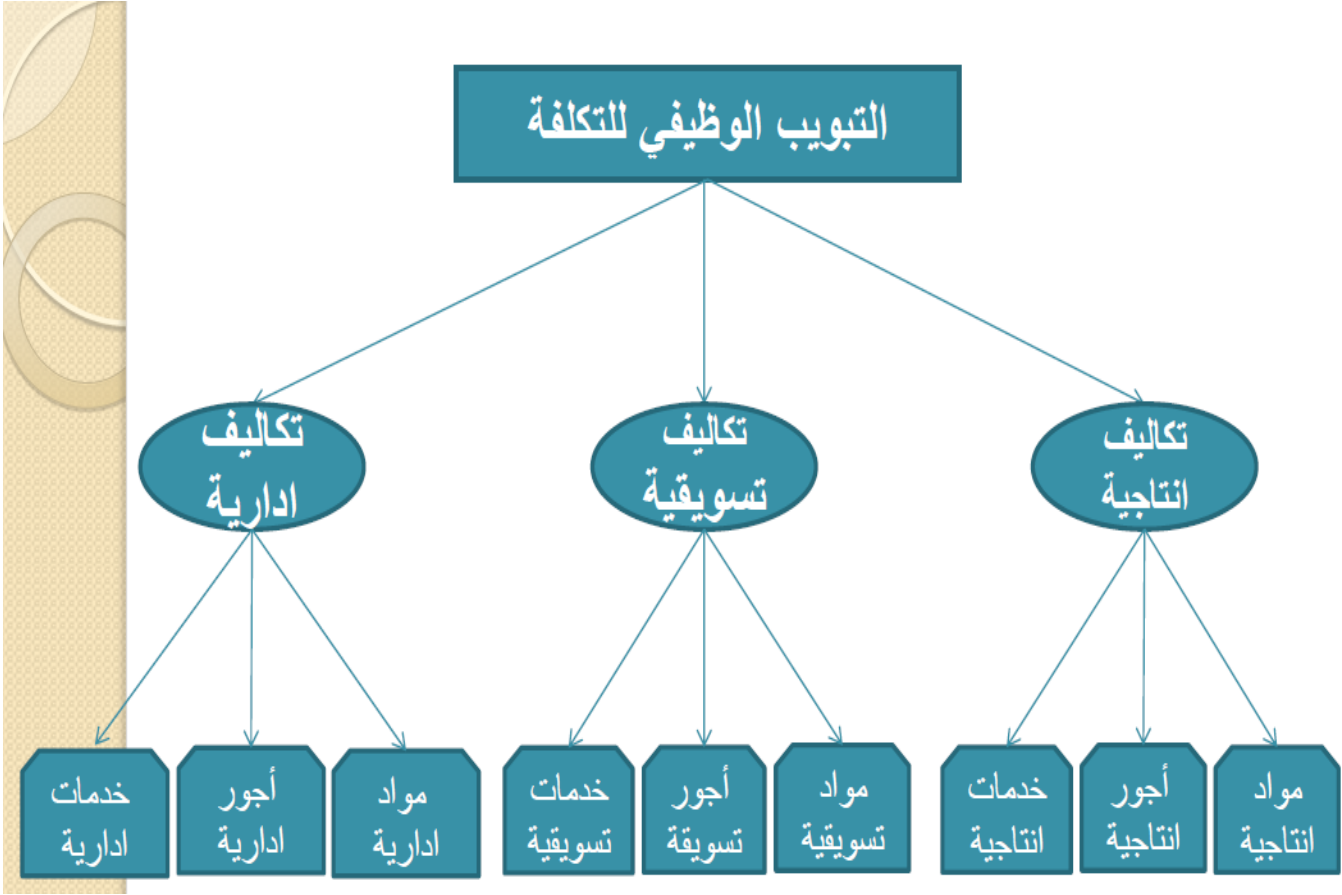 التبويب الوظيفي للتكلفة
تكاليف
انتاجية
تكاليف
تسويقية
تكاليف
ادارية
مواد
انتاجية
أجور
انتاجية
خدمات
انتاجية
مواد
تسويقية
أجور
تسويقة
خدمات
تسويقية
مواد
ادارية
أجور
ادارية
خدمات
ادارية